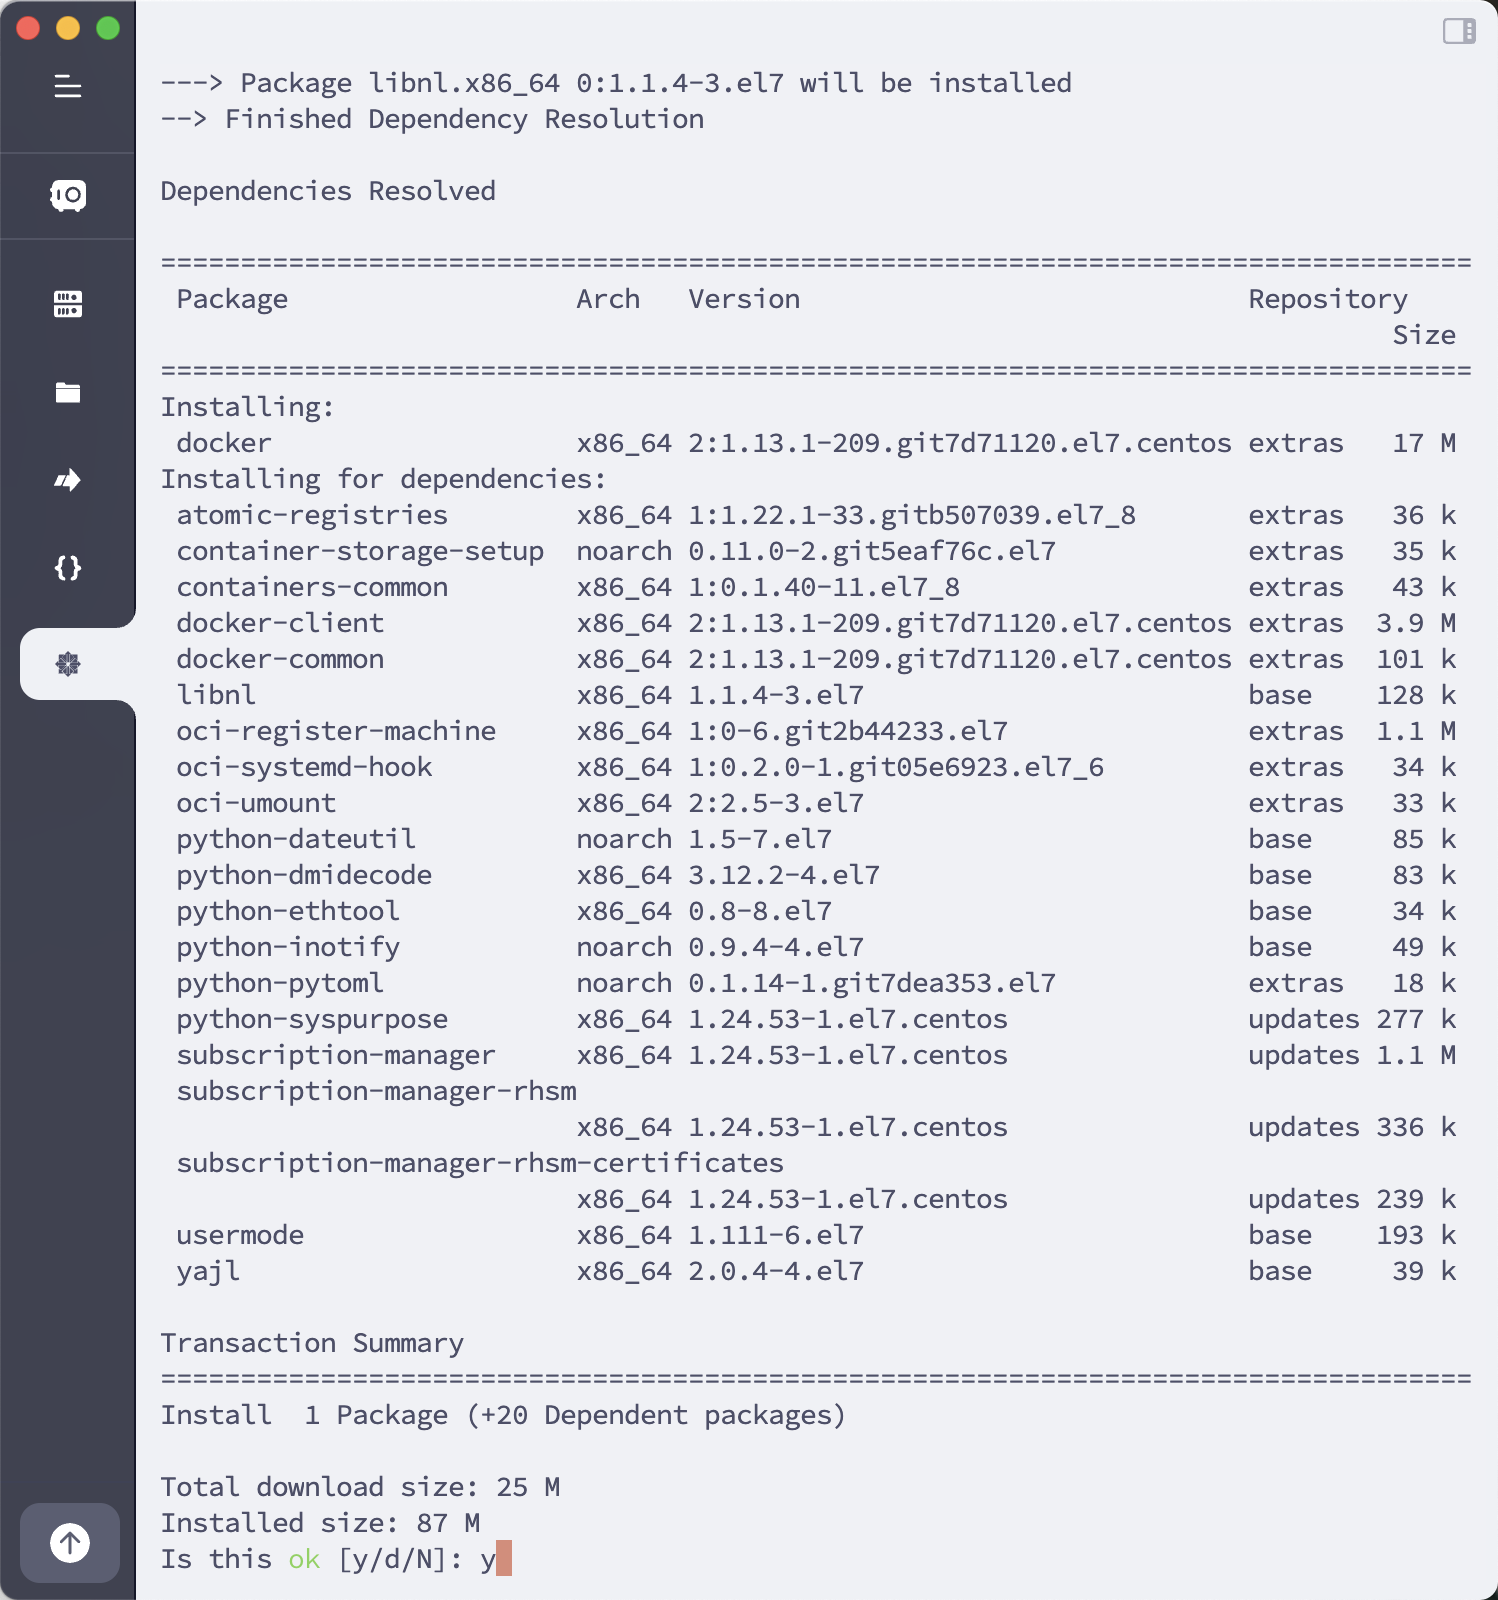 ---> Package libnl.x86_64 0:1.1.4-3.el7 will be installed
--> Finished Dependency Resolution
Dependencies Resolved
==================================================================================
Package Arch Version Repository
Size
==================================================================================
Installing:
docker x86_64 2:1.13.1-209.git7d71120.el7.centos extras 17 M
Installing for dependencies:
atomic-registries x86_64 1:1.22.1-33.gitb507039.el7_8 extras 36 k
container-storage-setup noarch 0.11.0-2.git5eaf76c.el7 extras 35 k
containers-common x86_64 1:0.1.40-11.el7_8 extras 43 k
docker-client x86_64 2:1.13.1-209.git7d71120.el7.centos extras 3.9 M
docker-common x86_64 2:1.13.1-209.git7d71120.el7.centos extras 101 k
libnl x86_64 1.1.4-3.el7 base 128 k
oci-register-machine x86_64 1:0-6.git2b44233.el7 extras 1.1 M
oci-systemd-hook x86_64 1:0.2.0-1.git05e6923.el7_6 extras 34 k
oci-umount x86_64 2:2.5-3.el7 extras 33 k
python-dateutil noarch 1.5-7.el7 base 85 k
python-dmidecode x86_64 3.12.2-4.el7 base 83 k
python-ethtool x86_64 0.8-8.el7 base 34 k
python-inotify noarch 0.9.4-4.el7 base 49 k
python-pytoml noarch 0.1.14-1.git7dea353.el7 extras 18 k
python-syspurpose x86_64 1.24.53-1.el7.centos updates 277 k
subscription-manager x86_64 1.24.53-1.el7.centos updates 1.1 M
subscription-manager-rhsm
x86_64 1.24.53-1.el7.centos updates 336 k
subscription-manager-rhsm-certificates
x86_64 1.24.53-1.el7.centos updates 239 k
usermode x86_64 1.111-6.el7 base 193 k
yajl x86_64 2.0.4-4.el7 base 39 k
Transaction Summary
==================================================================================
Install 1 Package (+20 Dependent packages)
Total download size: 25 M
Installed size: 87 M
Is this ok [y/d/N]: y